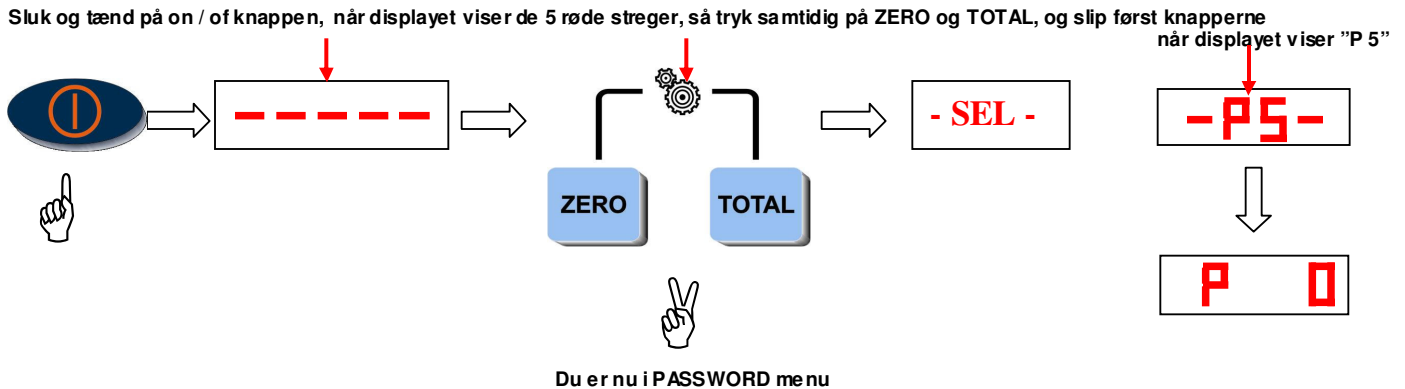 Sluk og tænd på on / of knappen, når displayet viser de 5 røde streger, så tryk samtidig på ZERO og TOTAL, og slip først knapperne
når displayet viser ”P 5”
- - - - -
- SEL -
-P5-
ZERO TOTAL
P 0
Du er nu i PASSWORD menu